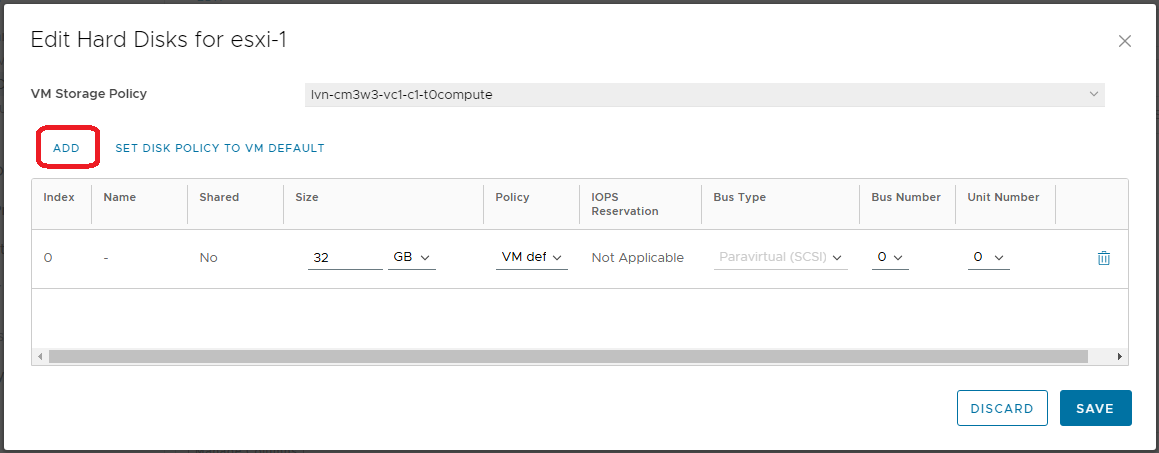 Edit Hard Disks for esxi-1
VM Storage Policy
lvn-cm3w3-vc1-c1-t0compute
ADD SET DISK POLICY TO VM DEFAULT
Index Name Shared Size Policy IOPS Reservation Bus Type Bus Number Unit Number
0 - No 32 GB VM def Not Applicable Paravirtual (SCSI) 0 0
DISCARD SAVE